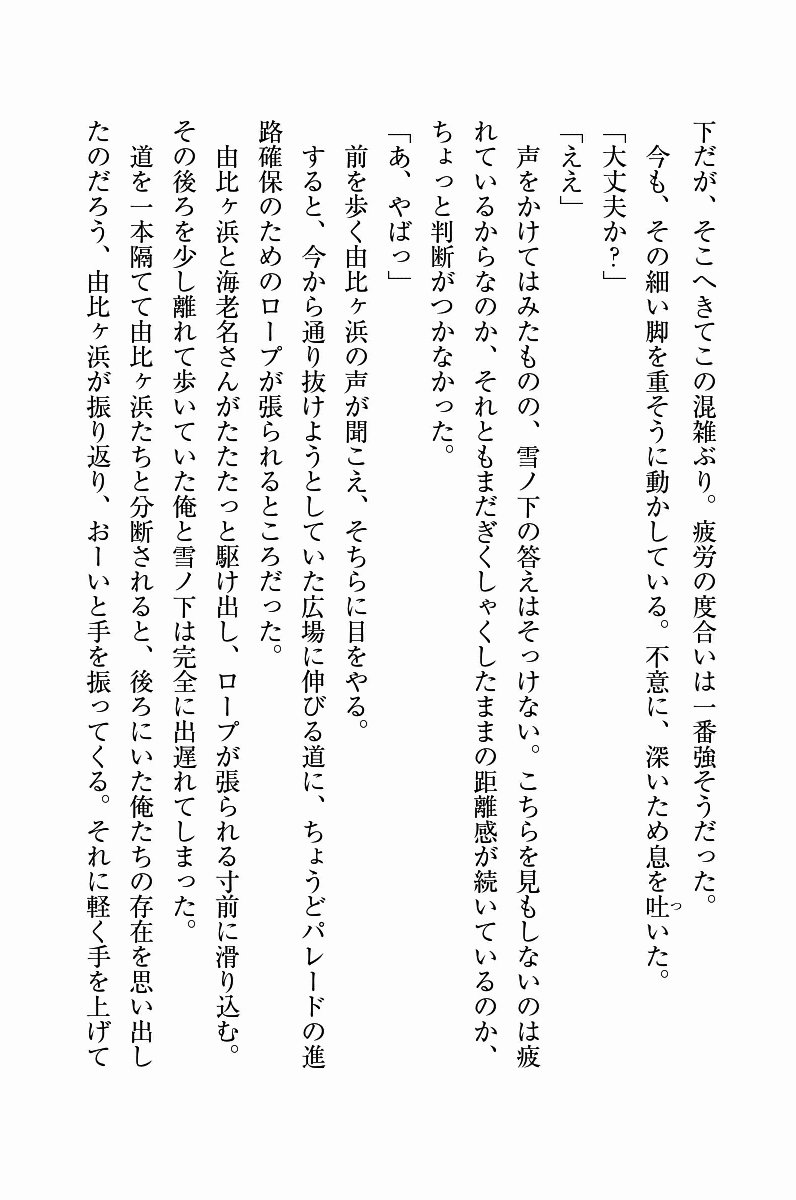 下だが、そこへきてこの混雑ぶり。疲労の度合いは一番強そうだった。
　今も、その細い脚を重そうに動かしている。不意に、深いため息を吐いた。
「大丈夫か？」
「ええ」
　声をかけてはみたものの、雪ノ下の答えはそっけない。こちらを見もしないのは疲
れているからなのか、それともまだぎくしゃくしたままの距離感が続いているのか、
ちょっと判断がつかなかった。
「あ、やばっ」
　前を歩く由比ヶ浜の声が聞こえ、そちらに目をやる。
　すると、今から通り抜けようとしていた広場に伸びる道に、ちょうどパレードの進
路確保のためのロープが張られるところだった。
　由比ヶ浜と海老名さんがたたたっと駆け出し、ロープが張られる寸前に滑り込む。
その後ろを少し離れて歩いていた俺と雪ノ下は完全に出遅れてしまった。
　道を一本隔てて由比ヶ浜たちと分断されると、後ろにいた俺たちの存在を思い出し
たのだろう、由比ヶ浜が振り返り、おーいと手を振ってくる。それに軽く手を上げて